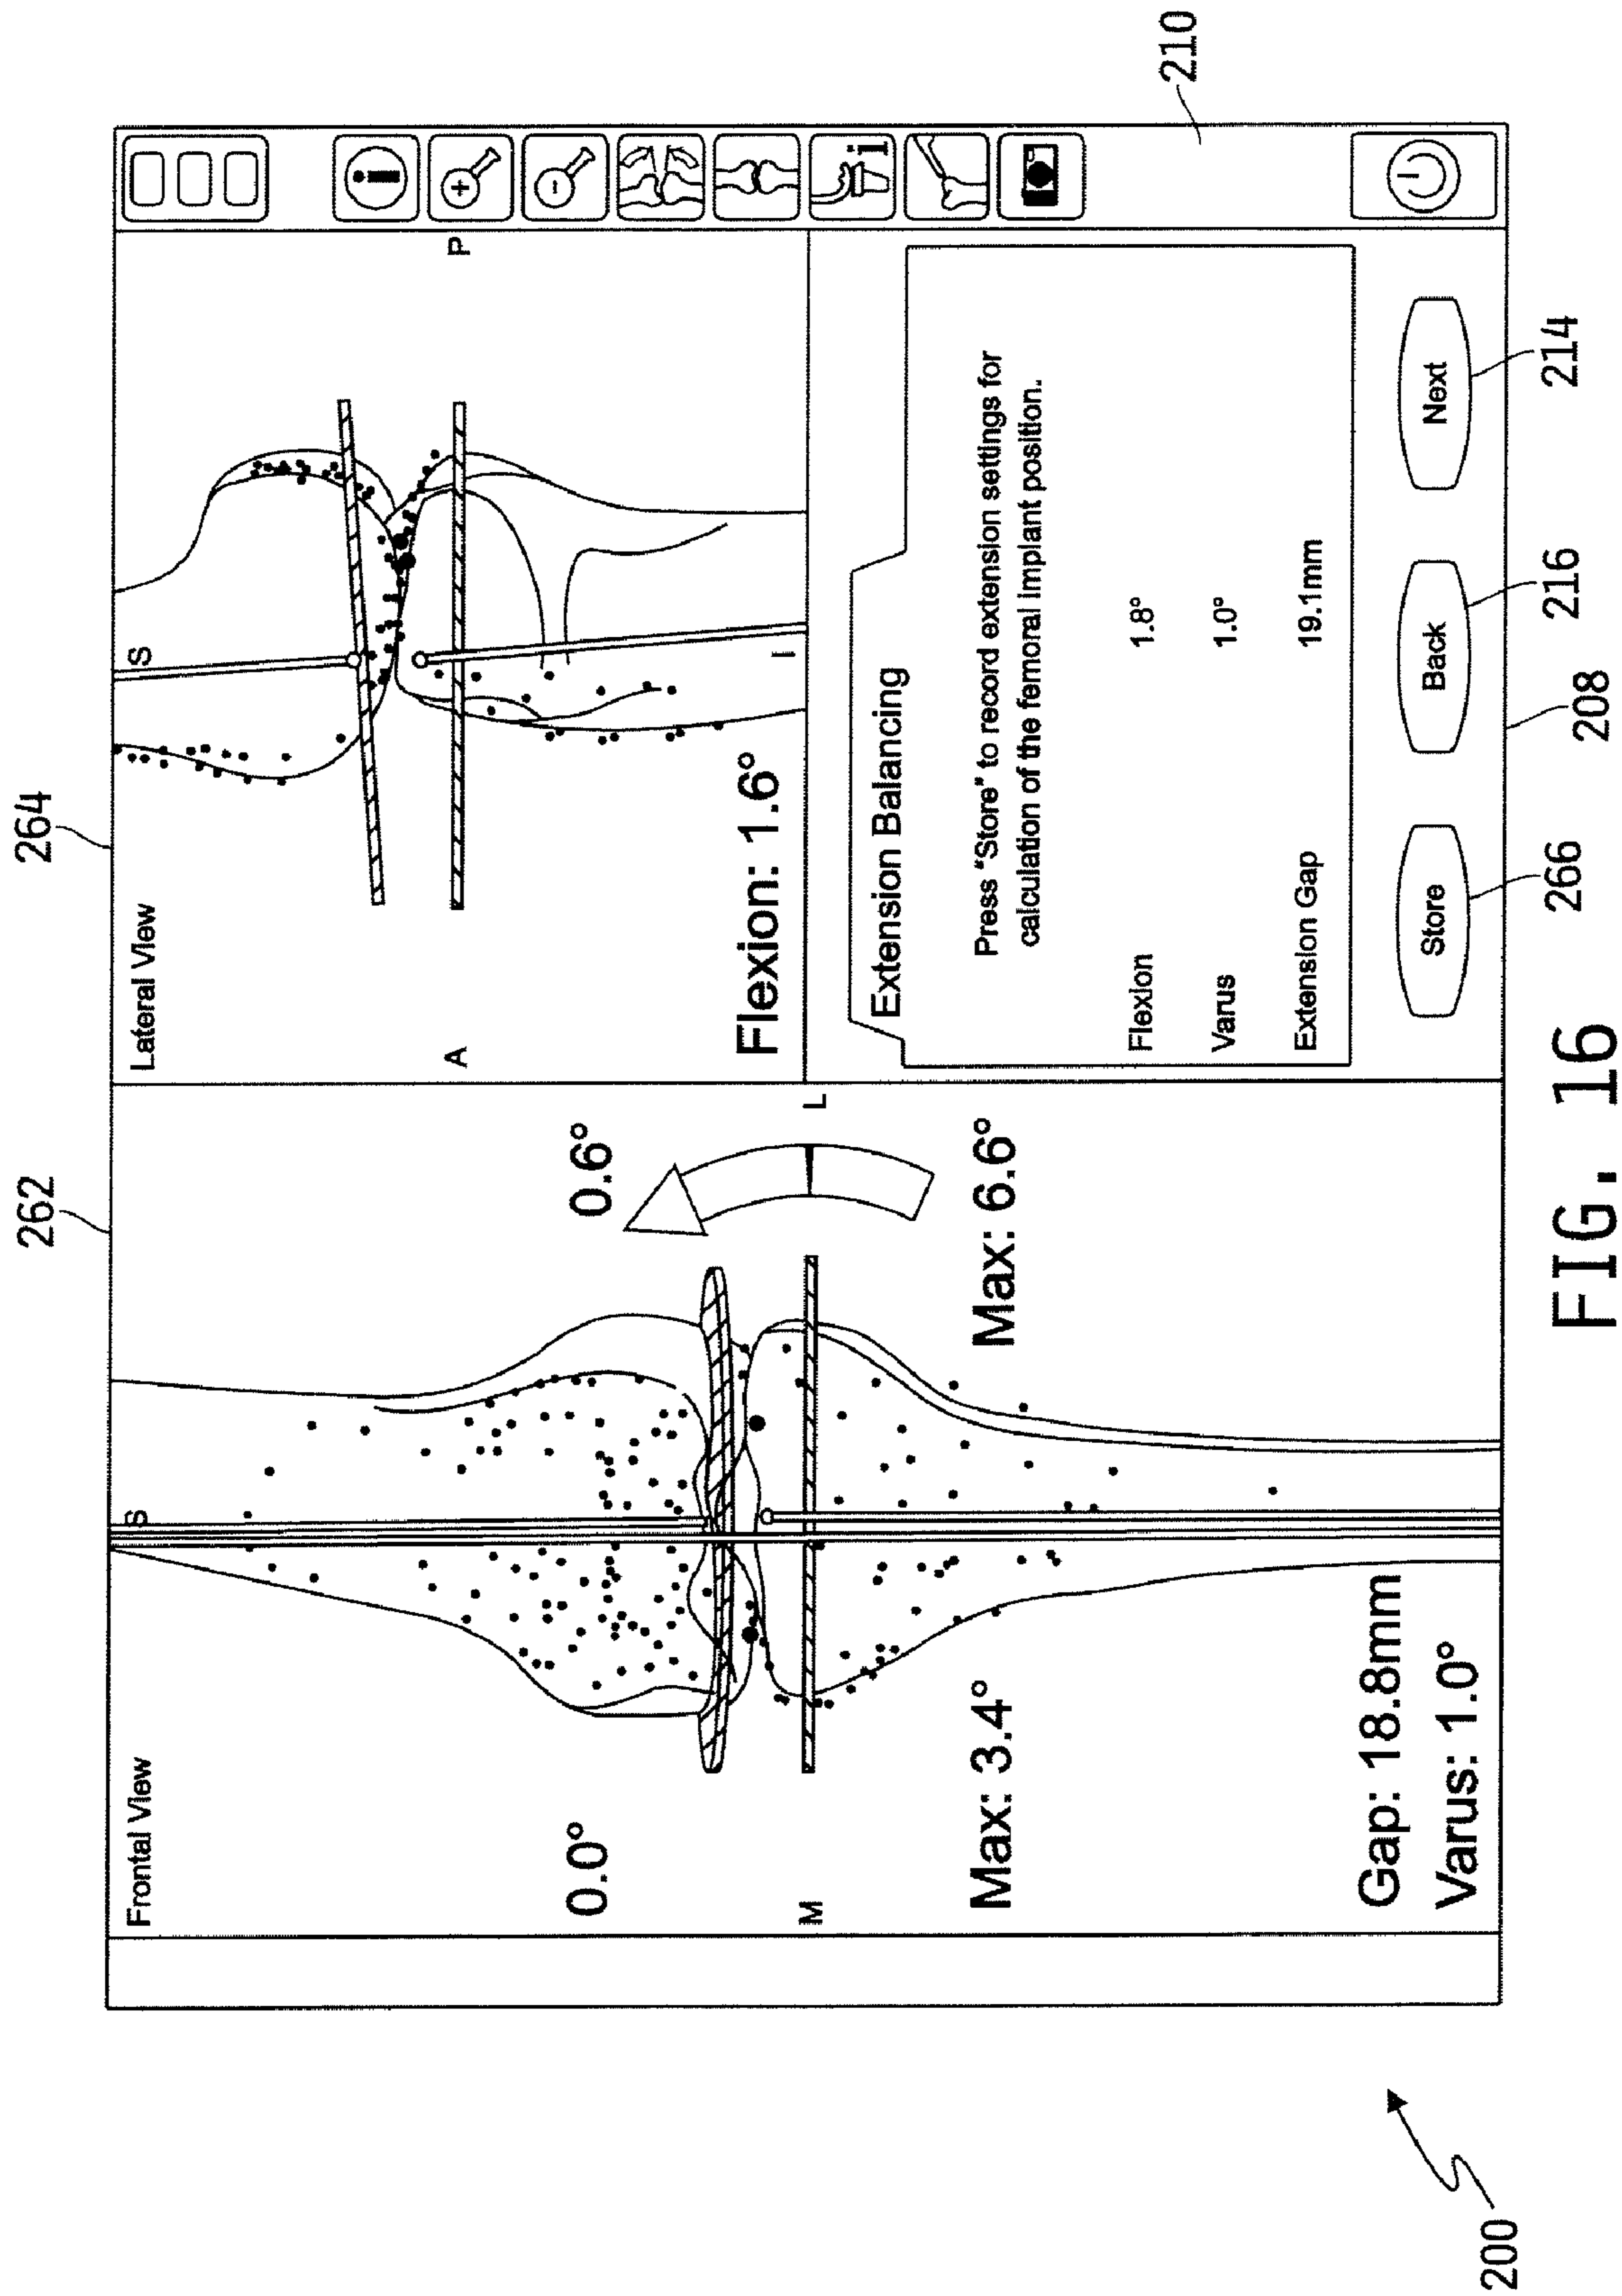 262
264
Frontal View
S
0.0°
0.6°
M
L
Max: 3.4°
Max: 6.6°
Gap: 18.8mm
Varus: 1.0°
Lateral View
S
A
P
Flexion: 1.6°
I
Extension Balancing
Press "Store" to record extension settings for
calculation of the femoral implant position.
Flexion 1.8°
Varus 1.0°
Extension Gap 19.1mm
Store
Back
Next
i
+
-
i
210
200
266
208
216
214
FIG. 16